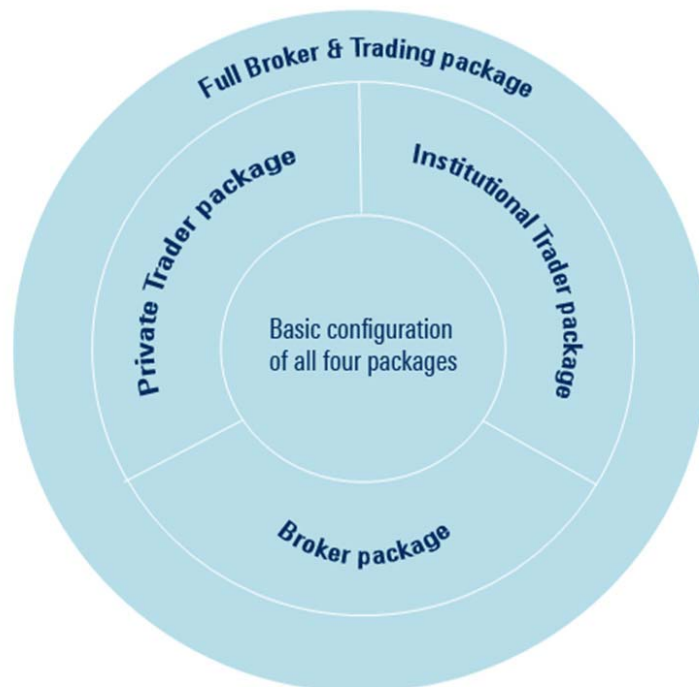 Full Broker & Trading package
Private Trader package
Institutional Trader package
Basic configuration
of all four packages
Broker package